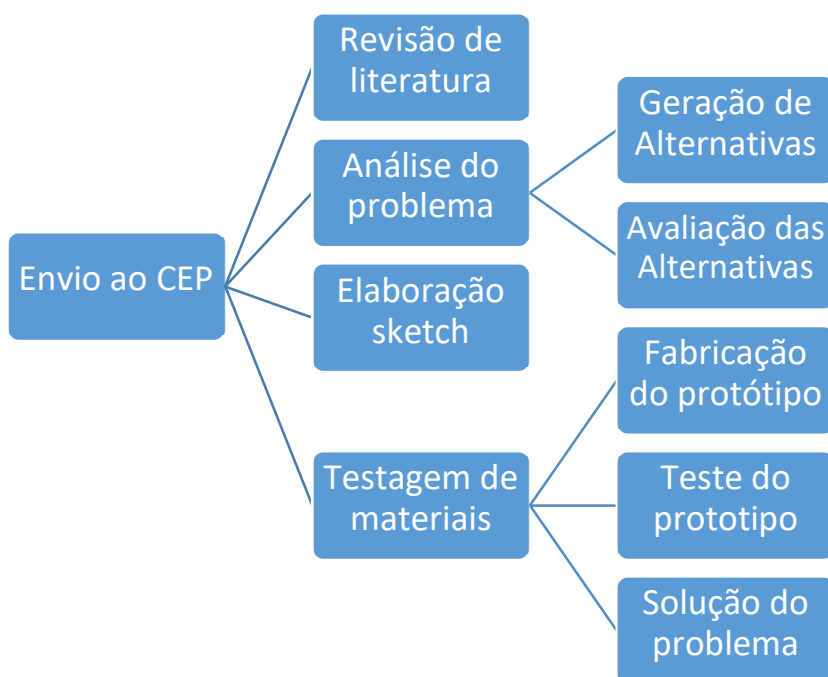 Envio ao CEP
Revisão de
literatura
Análise do
problema
Geração de
Alternativas
Avaliação das
Alternativas
Elaboração
sketch
Testagem de
materiais
Fabricação
do protótipo
Teste do
prototipo
Solução do
problema